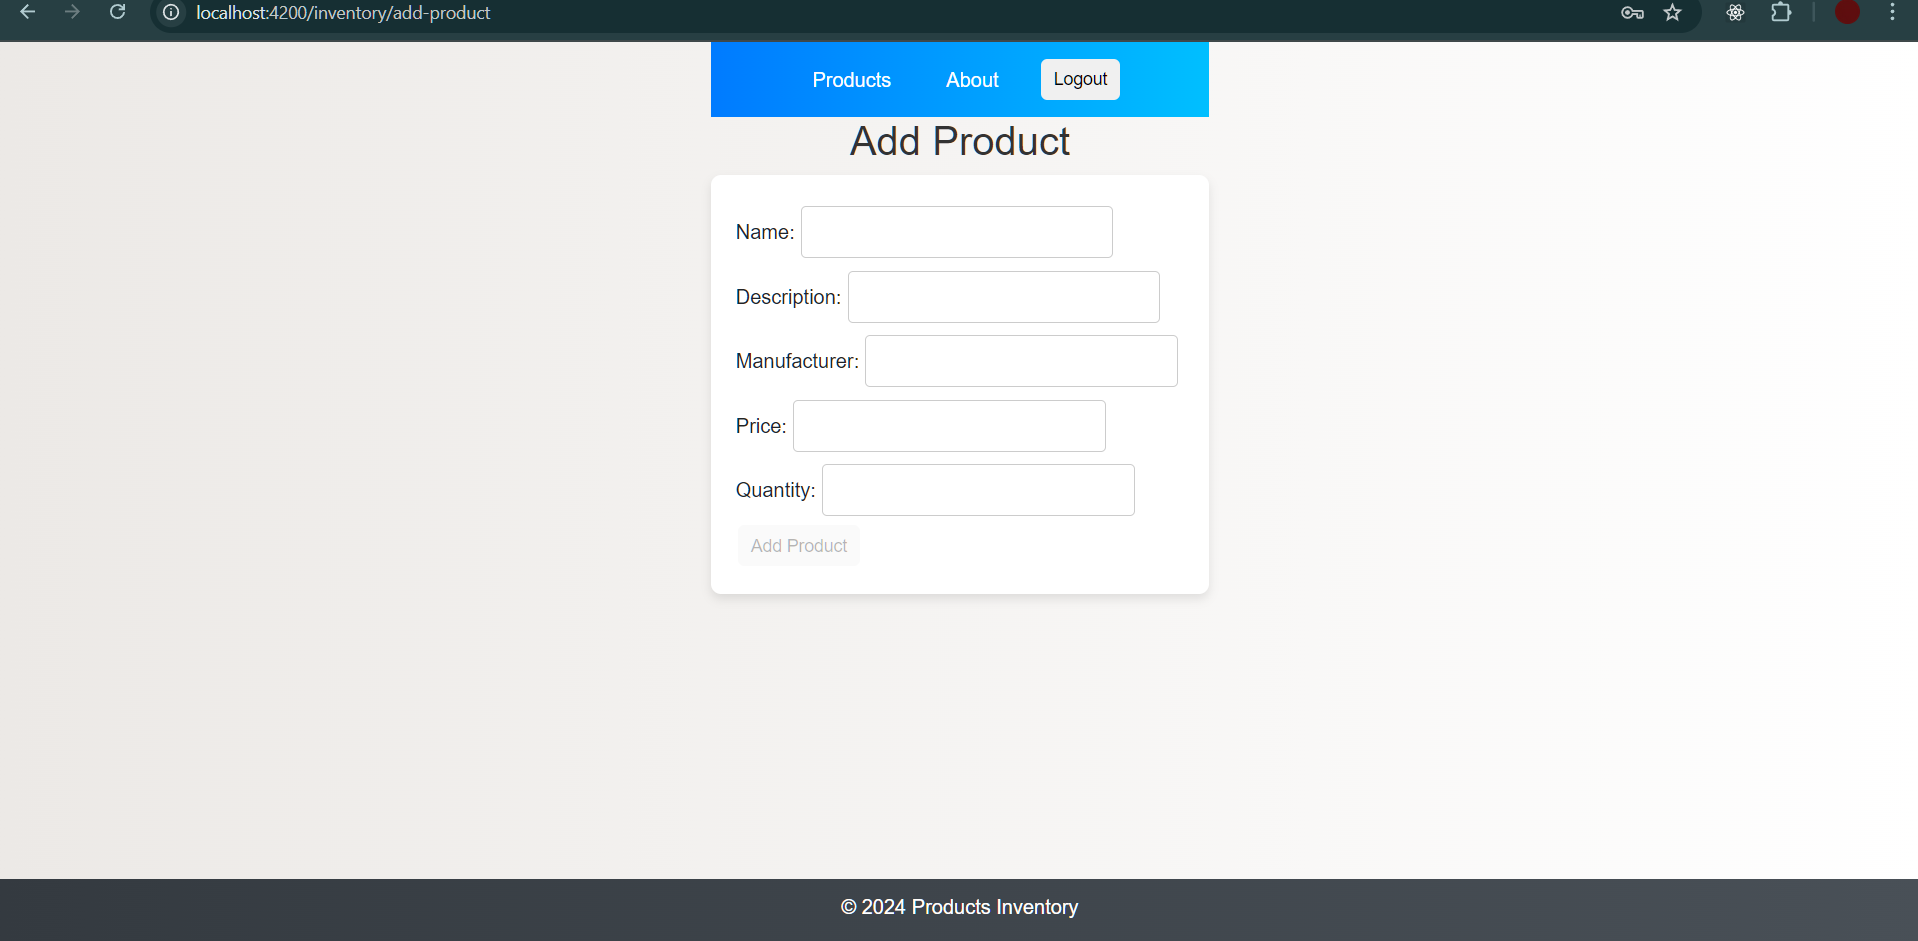 localhost:4200/inventory/add-product
Products About Logout
Add Product
Name:
Description:
Manufacturer:
Price:
Quantity:
Add Product
© 2024 Products Inventory